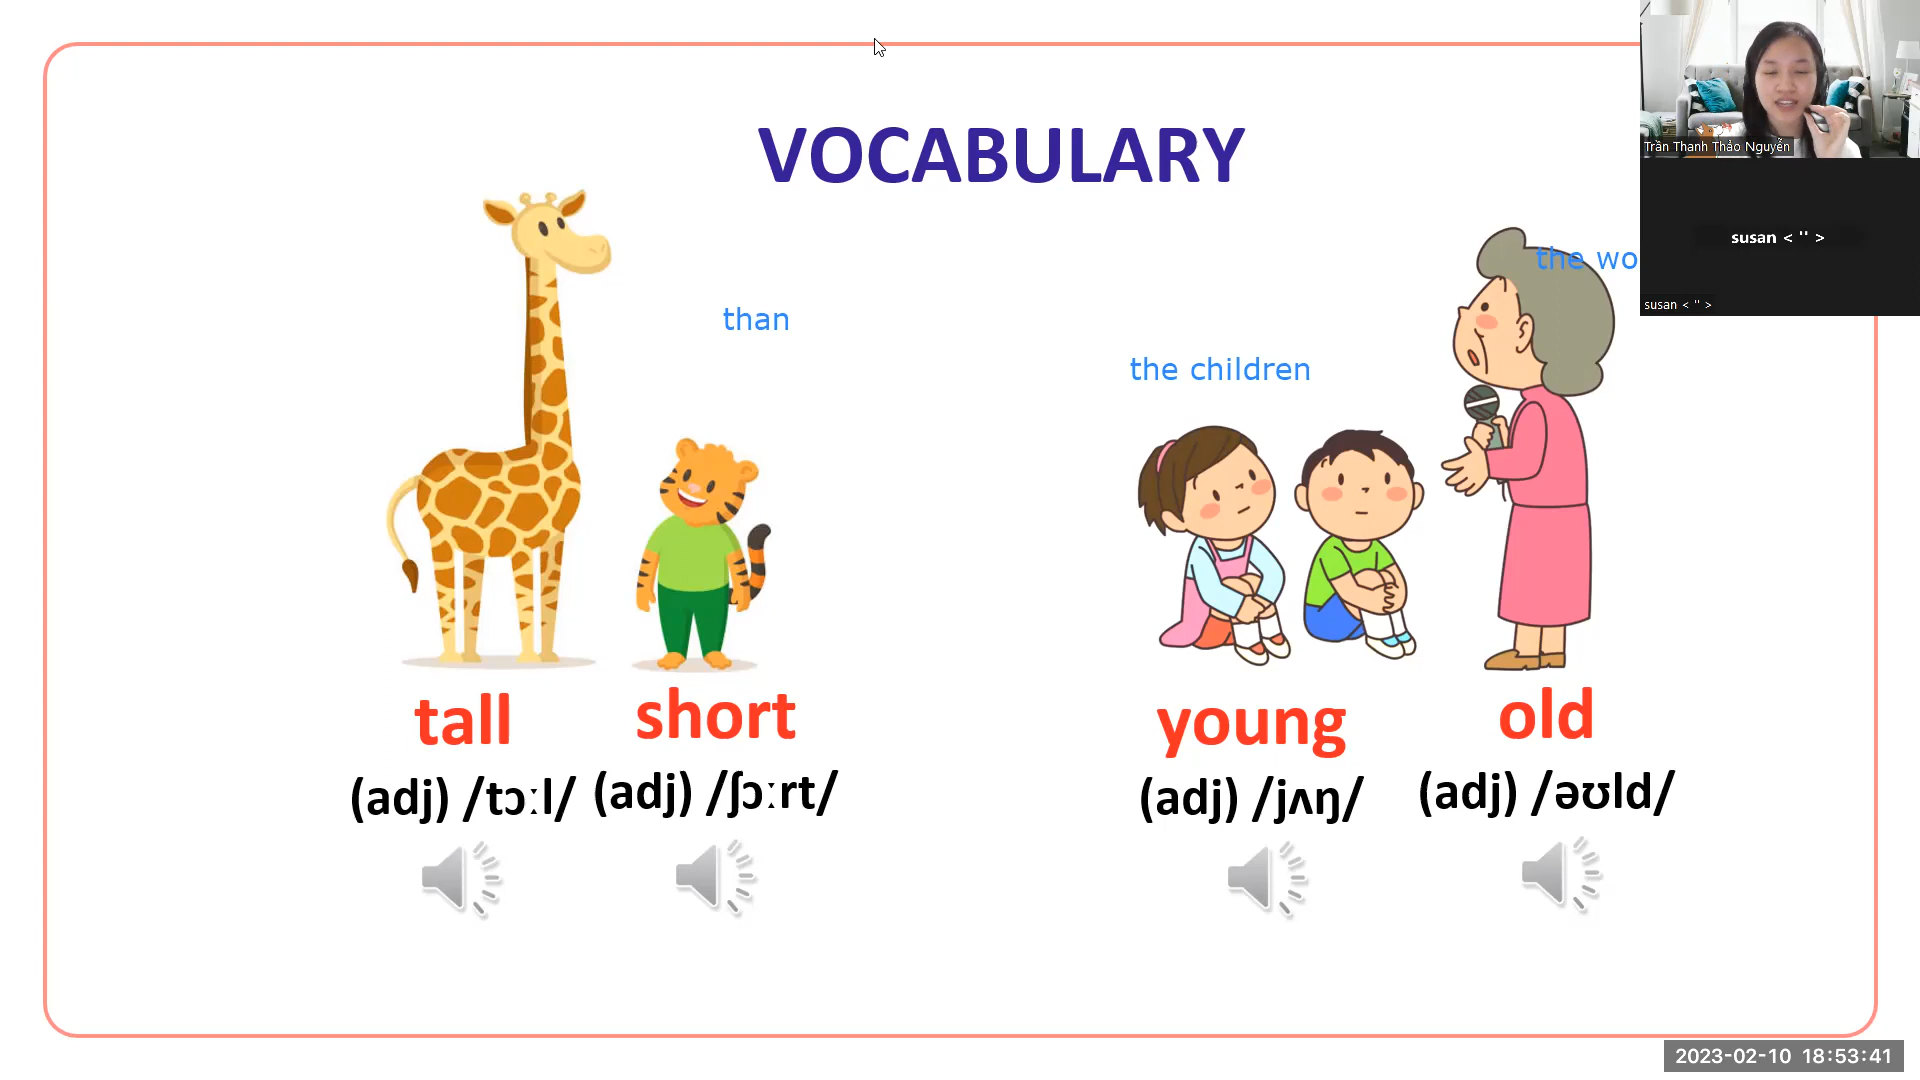 VOCABULARY
than
the children
the wo
tall
short
young
old
(adj) /tɔːl/
(adj) /ʃɔːrt/
(adj) /jʌŋ/
(adj) /əʊld/
Trần Thanh Thảo Nguyễn
susan < '' >
susan < '' >
2023-02-10 18:53:41